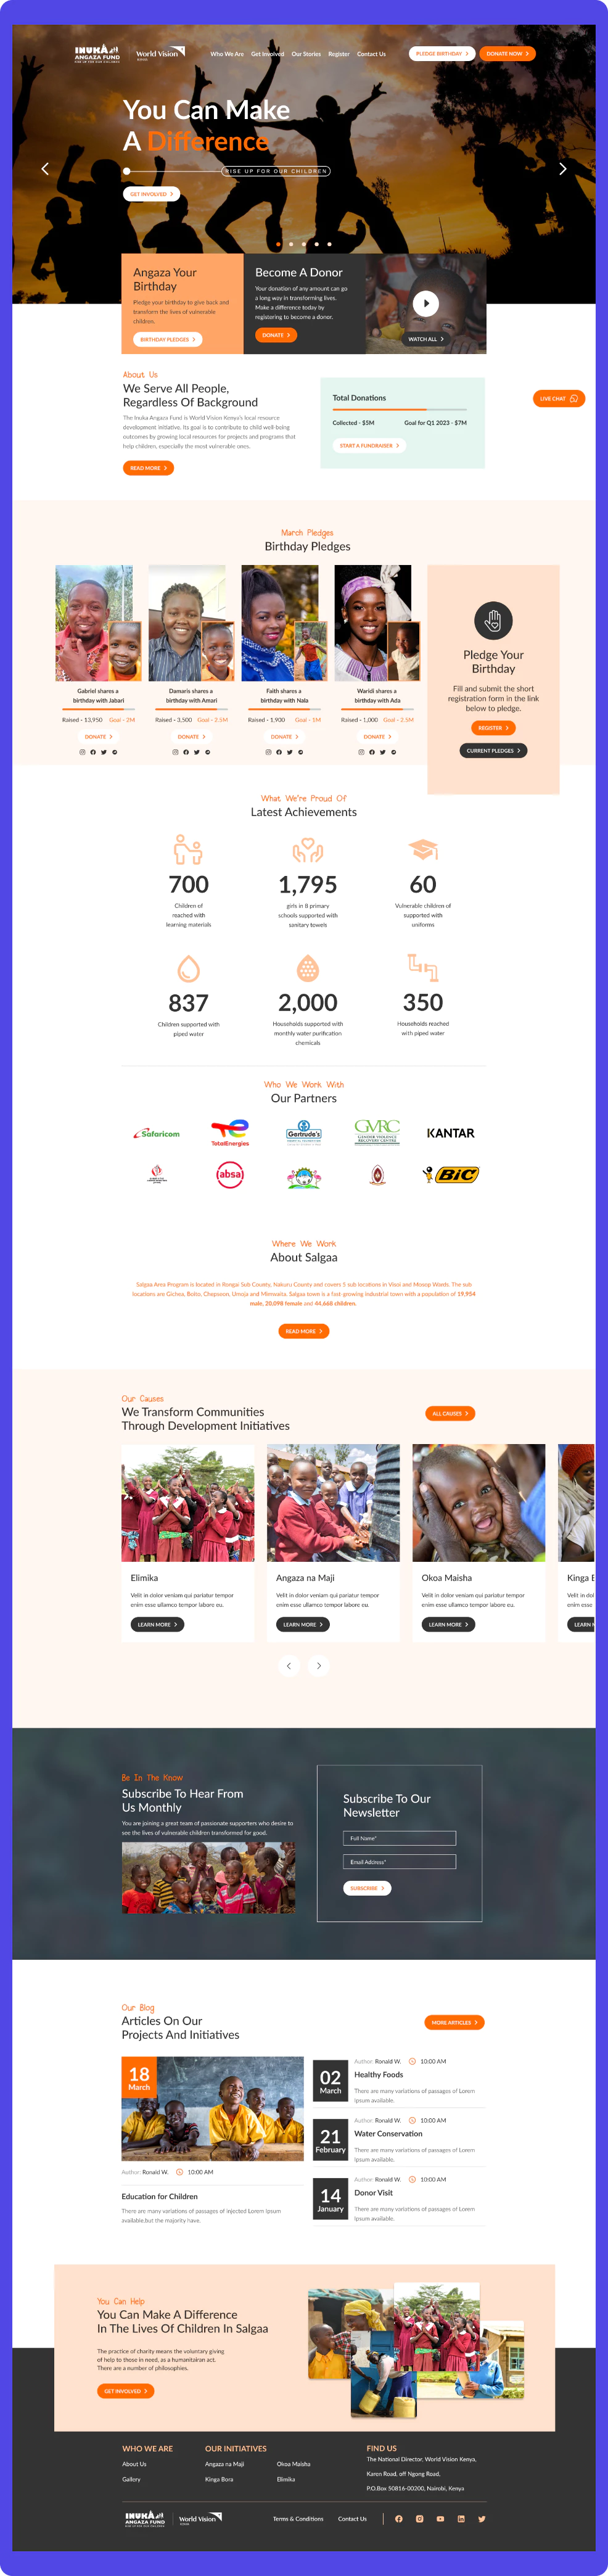 INUKA
ANGAZA FUND
World Vision
KENYA
Who We Are
Get Involved
Our Stories
Register
Contact Us
PLEDGE BIRTHDAY
DONATE NOW
You Can Make
A Difference
RISE UP FOR OUR CHILDREN
GET INVOLVED
Angaza Your
Birthday
Pledge your birthday to give back and
transform the lives of vulnerable
children.
BIRTHDAY PLEDGES
Become A Donor
Your donation of any amount can go
a long way in transforming lives.
Make a difference today by
registering to become a donor.
DONATE
WATCH ALL
About Us
We Serve All People,
Regardless Of Background
The Inuka Angaza Fund is World Vision Kenya's local resource
development initiative. Its goal is to contribute to child well-being
outcomes by growing local resources for projects and programs that
help children, especially the most vulnerable ones.
READ MORE
Total Donations
Collected - $5M
Goal for Q1 2023 - $7M
START A FUNDRAISER
LIVE CHAT
March Pledges
Birthday Pledges
Gabriel shares a
birthday with Jabari
Raised - 13,950
Goal - 2M
DONATE
Damaris shares a
birthday with Amari
Raised - 3,500
Goal - 2.5M
DONATE
Faith shares a
birthday with Nala
Raised - 1,900
Goal - 1M
DONATE
Waridi shares a
birthday with Ada
Raised - 1,000
Goal - 2.5M
DONATE
Pledge Your
Birthday
Fill and submit the short
registration form in the link
below to pledge.
REGISTER
CURRENT PLEDGES
What We're Proud Of
Latest Achievements
700
Children of
reached with
learning materials
1,795
girls in 8 primary
schools supported with
sanitary towels
60
Vulnerable children of
supported with
uniforms
837
Children supported with
piped water
2,000
Households supported with
monthly water purification
chemicals
350
Households reached
with piped water
Who We Work With
Our Partners
Safaricom
TotalEnergies
Gertrude's
GVRC
GENDER VIOLENCE
RECOVERY CENTRE
KANTAR
absa
BIC
Where We Work
About Salgaa
Salgaa Area Program is located in Rongai Sub County, Nakuru County and covers 5 sub locations in Visoi and Mosop Wards. The sub
locations are Gichea, Boito, Chepseon, Umoja and Mimwaita. Salgaa town is a fast-growing industrial town with a population of 19,954
male, 20,098 female and 44,668 children.
READ MORE
Our Causes
We Transform Communities
Through Development Initiatives
ALL CAUSES
Elimika
Velit in dolor veniam qui pariatur tempor
enim esse ullamco tempor labore eu.
LEARN MORE
Angaza na Maji
Velit in dolor veniam qui pariatur tempor
enim esse ullamco tempor labore eu.
LEARN MORE
Okoa Maisha
Velit in dolor veniam qui pariatur tempor
enim esse ullamco tempor labore eu.
LEARN MORE
Kinga B
Velit in dol
enim esse
LEARN
Be In The Know
Subscribe To Hear From
Us Monthly
You are joining a great team of passionate supporters who desire to
see the lives of vulnerable children transformed for good.
Subscribe To Our
Newsletter
Full Name*
Email Address*
SUBSCRIBE
Our Blog
Articles On Our
Projects And Initiatives
MORE ARTICLES
18
March
Author: Ronald W.
10:00 AM
Education for Children
There are many variations of passages of injected Lorem Ipsum
available,but the majority have.
02
March
Author: Ronald W.
10:00 AM
Healthy Foods
There are many variations of passages of Lorem
Ipsum available.
21
February
Author: Ronald W.
10:00 AM
Water Conservation
There are many variations of passages of Lorem
Ipsum available.
14
January
Author: Ronald W.
10:00 AM
Donor Visit
There are many variations of passages of Lorem
Ipsum available.
You Can Help
You Can Make A Difference
In The Lives Of Children In Salgaa
The practice of charity means the voluntary giving
of help to those in need, as a humanitarian act.
There are a number of philosophies.
GET INVOLVED
WHO WE ARE
About Us
Gallery
OUR INITIATIVES
Angaza na Maji
Okoa Maisha
Kinga Bora
Elimika
FIND US
The National Director, World Vision Kenya,
Karen Road, off Ngong Road,
P.O.Box 50816-00200, Nairobi, Kenya
INUKA
ANGAZA FUND
World Vision
KENYA
Terms & Conditions
Contact Us